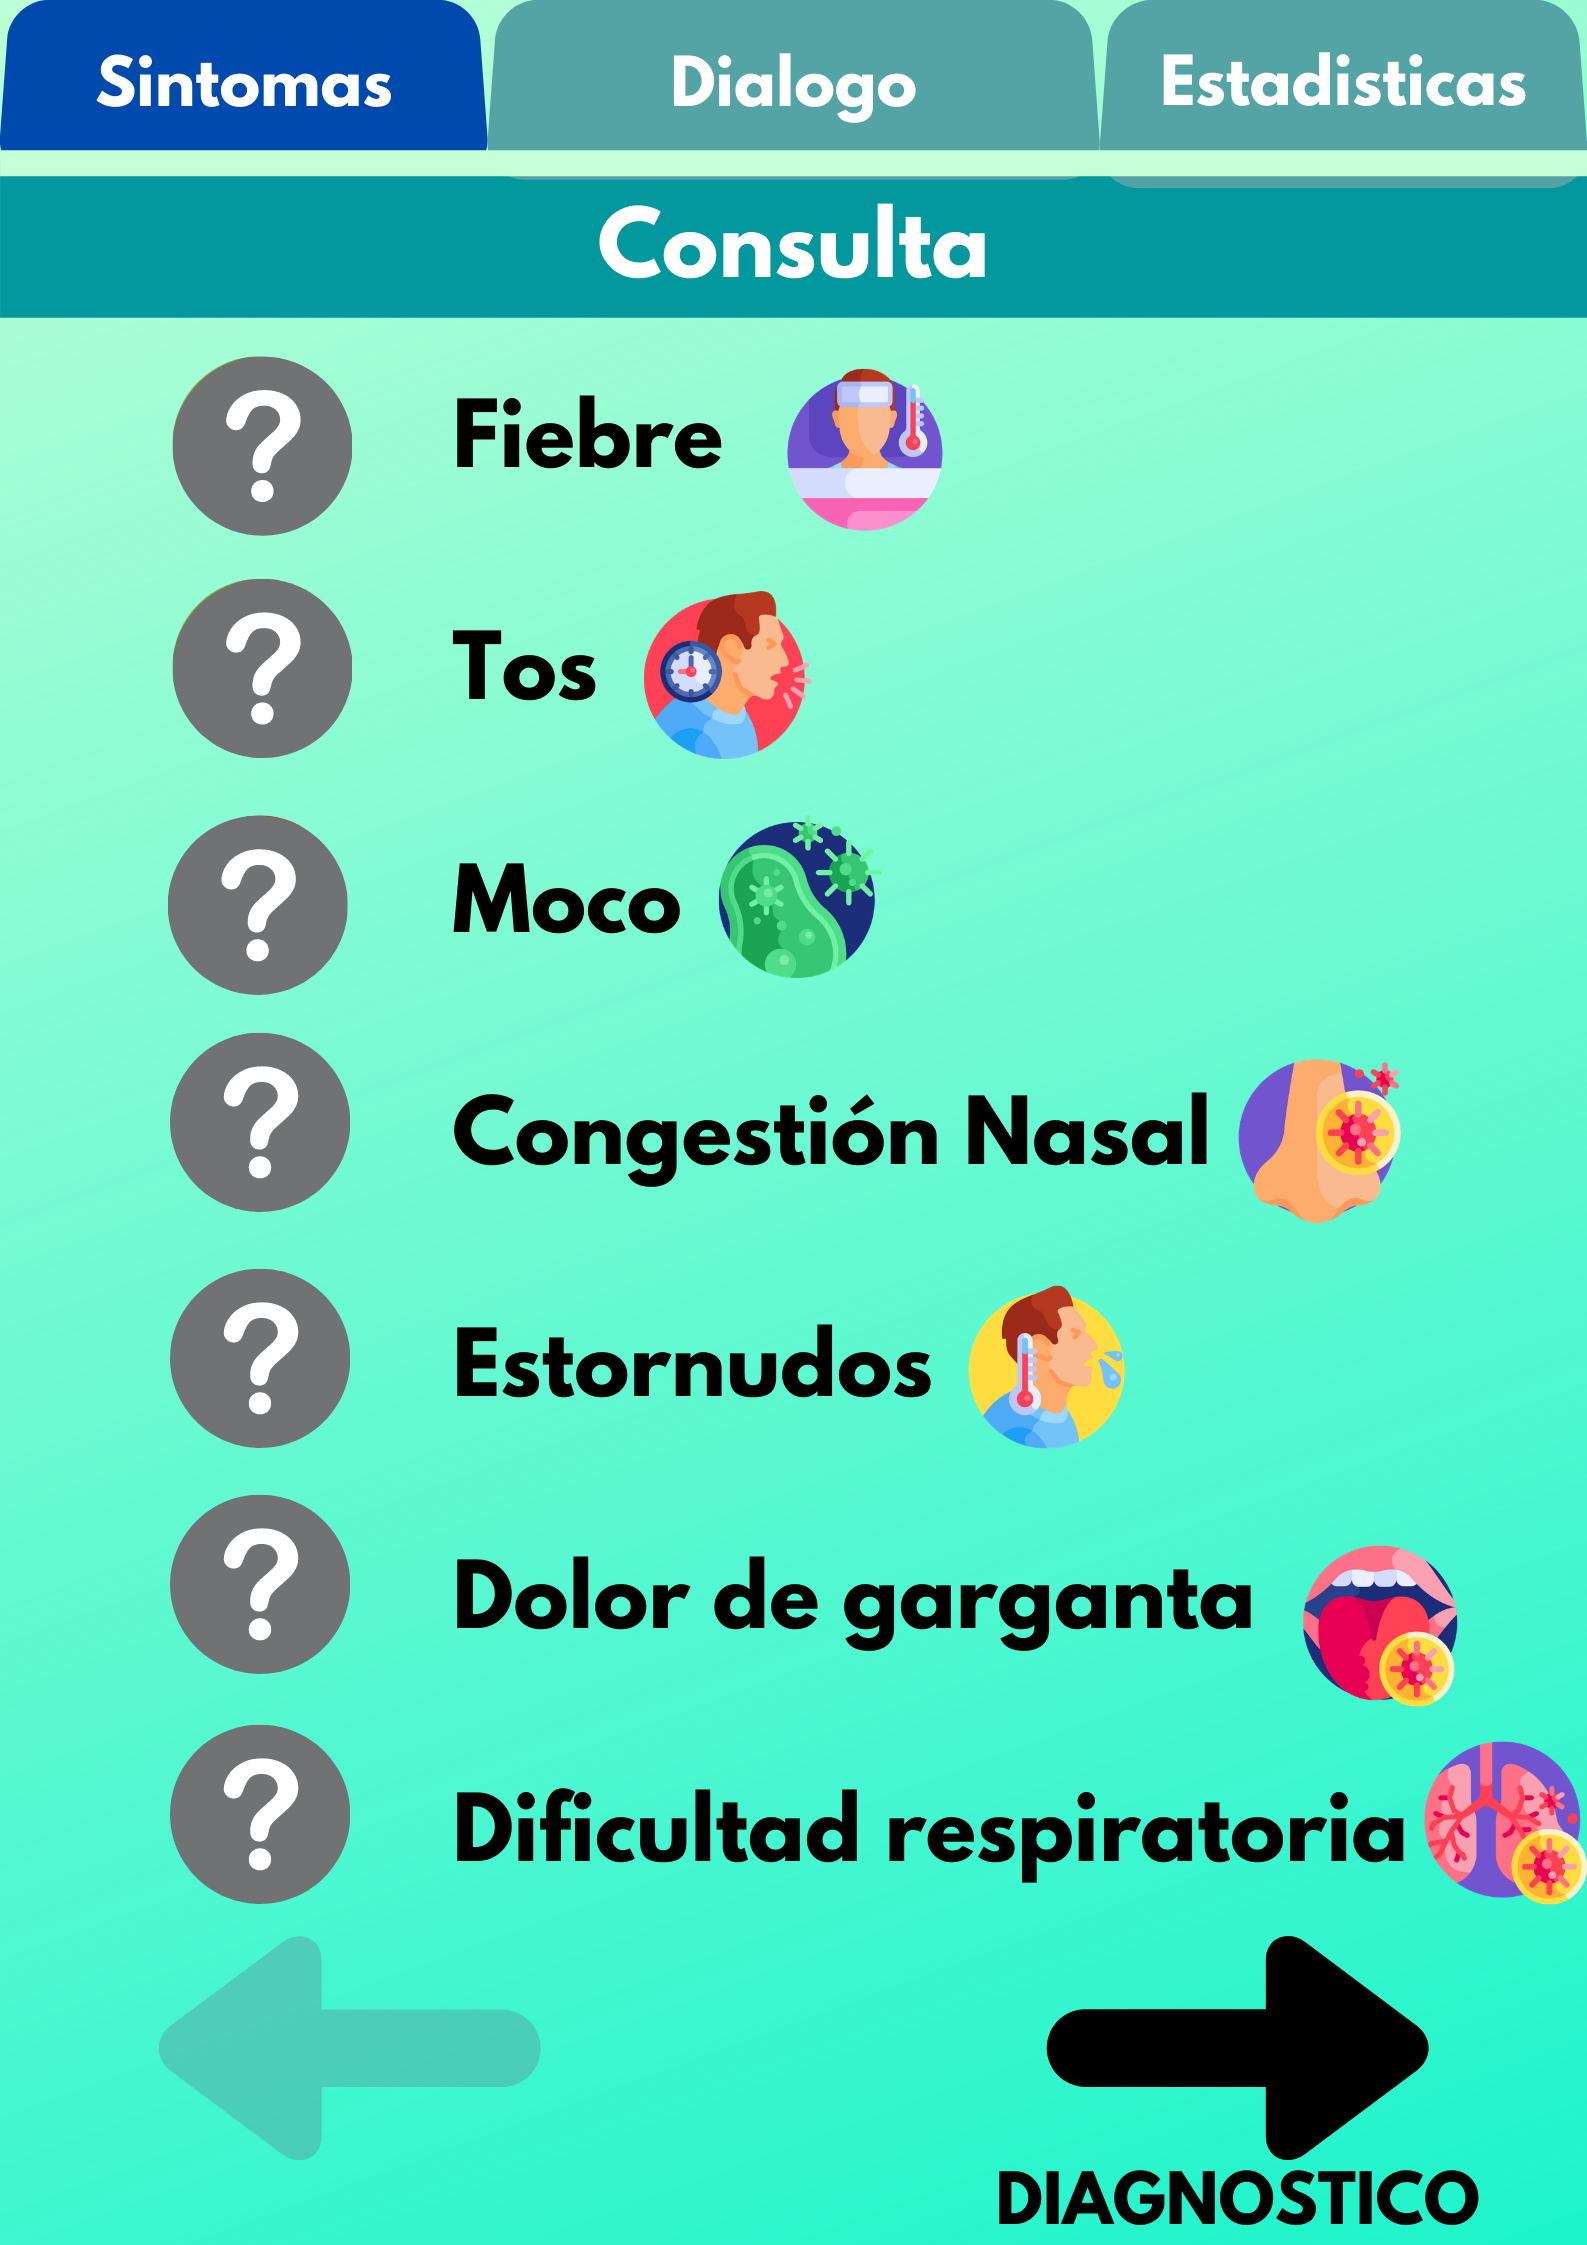 Sintomas
Dialogo
Estadisticas
Consulta
? Fiebre
? Tos
? Moco
? Congestión Nasal
? Estornudos
? Dolor de garganta
? Dificultad respiratoria
DIAGNOSTICO